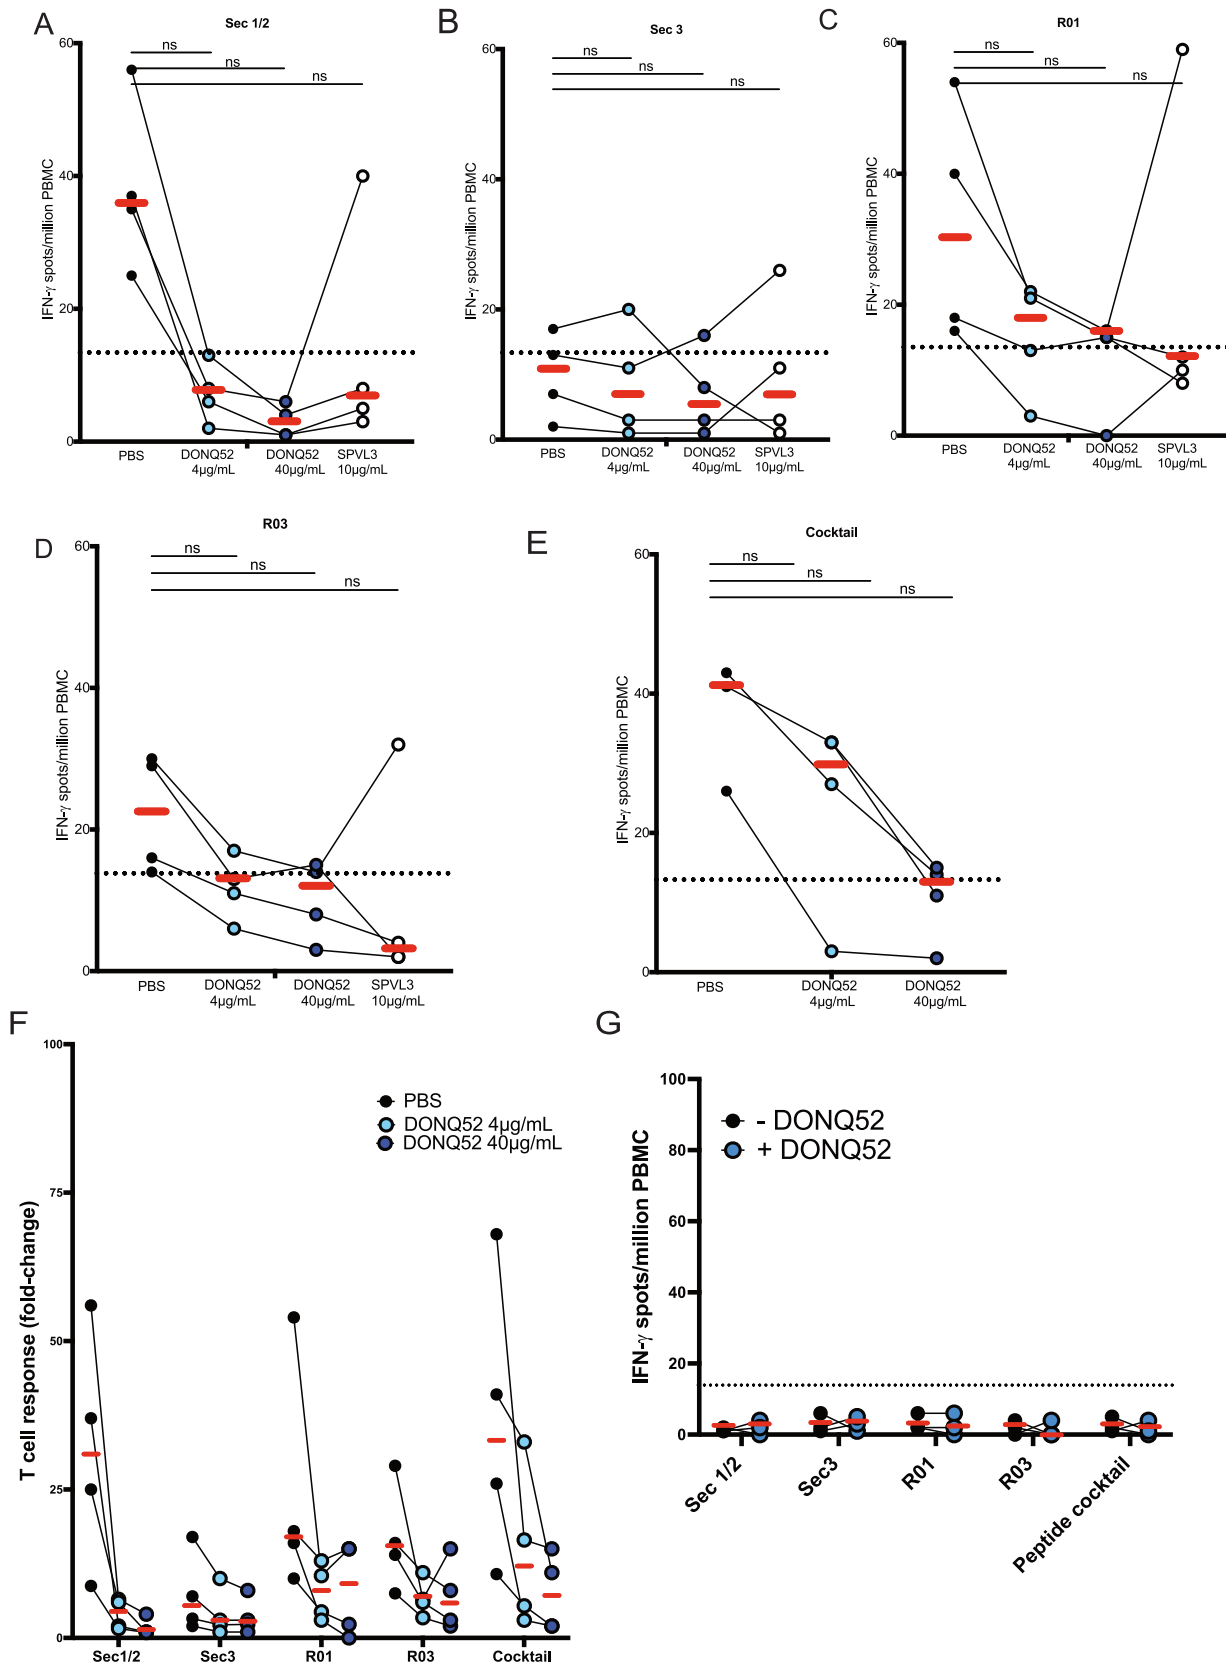 A
Sec 1/2
60
40
20
0
IFN-γ spots/million PBMC
ns
ns
ns
PBS
DONQ52
4µg/mL
DONQ52
40µg/mL
SPVL3
10µg/mL
B
Sec 3
60
40
20
0
IFN-γ spots/million PBMC
ns
ns
ns
PBS
DONQ52
4µg/mL
DONQ52
40µg/mL
SPVL3
10µg/mL
C
R01
60
40
20
0
IFN-γ spots/million PBMC
ns
ns
ns
PBS
DONQ52
4µg/mL
DONQ52
40µg/mL
SPVL3
10µg/mL
D
R03
60
40
20
0
IFN-γ spots/million PBMC
ns
ns
ns
PBS
DONQ52
4µg/mL
DONQ52
40µg/mL
SPVL3
10µg/mL
E
Cocktail
60
40
20
0
IFN-γ spots/million PBMC
ns
ns
ns
PBS
DONQ52
4µg/mL
DONQ52
40µg/mL
F
100
75
50
25
0
T cell response (fold-change)
PBS
DONQ52 4µg/mL
DONQ52 40µg/mL
Sec1/2
Sec3
R01
R03
Cocktail
G
100
80
60
40
20
0
IFN-γ spots/million PBMC
- DONQ52
+ DONQ52
Sec 1/2
Sec3
R01
R03
Peptide cocktail